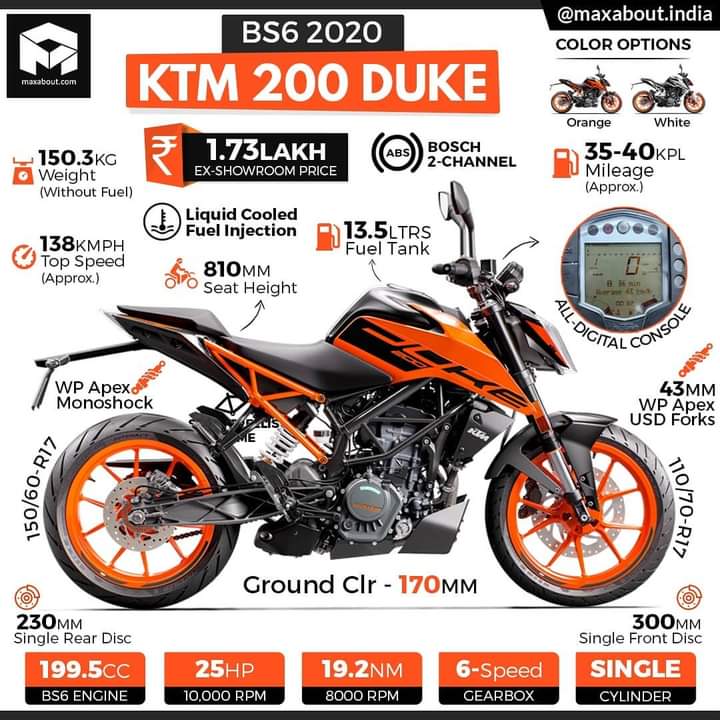 maxabout.com
BS6 2020
KTM 200 DUKE
@maxabout.india
COLOR OPTIONS
Orange
White
150.3KG
Weight
(Without Fuel)
₹
1.73LAKH
EX-SHOWROOM PRICE
ABS
BOSCH
2-CHANNEL
35-40KPL
Mileage
(Approx.)
138KMPH
Top Speed
(Approx.)
Liquid Cooled
Fuel Injection
810MM
Seat Height
13.5LTRS
Fuel Tank
ALL-DIGITAL CONSOLE
WP Apex
Monoshock
43MM
WP Apex
USD Forks
DUKE
KTM
150/60-R17
110/70-R17
Ground Clr - 170MM
230MM
Single Rear Disc
300MM
Single Front Disc
199.5CC
BS6 ENGINE
25HP
10,000 RPM
19.2NM
8000 RPM
6-Speed
GEARBOX
SINGLE
CYLINDER